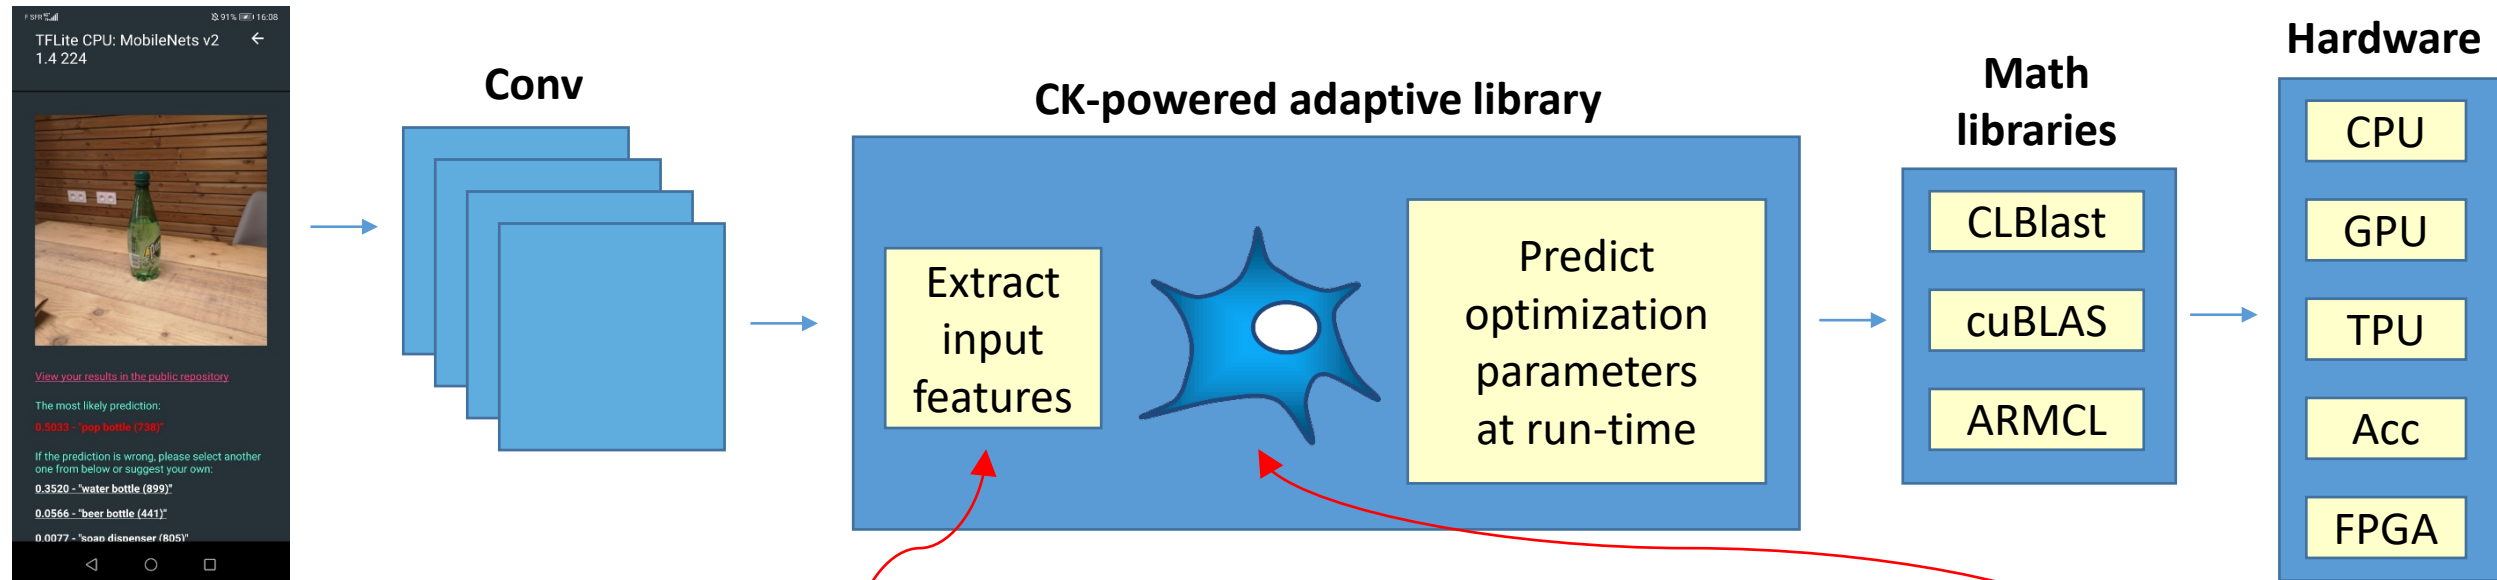 F SFR
91% 16:08
TFLite CPU: MobileNets v2
1.4 224
View your results in the public repository
The most likely prediction:
0.5033 - "pop bottle (738)"
If the prediction is wrong, please select another
one from below or suggest your own:
0.3520 - "water bottle (899)"
0.0566 - "beer bottle (441)"
0.0077 - "soap dispenser (805)"
Conv
CK-powered adaptive library
Extract
input
features
Predict
optimization
parameters
at run-time
Math
libraries
CLBlast
cuBLAS
ARMCL
Hardware
CPU
GPU
TPU
Acc
FPGA